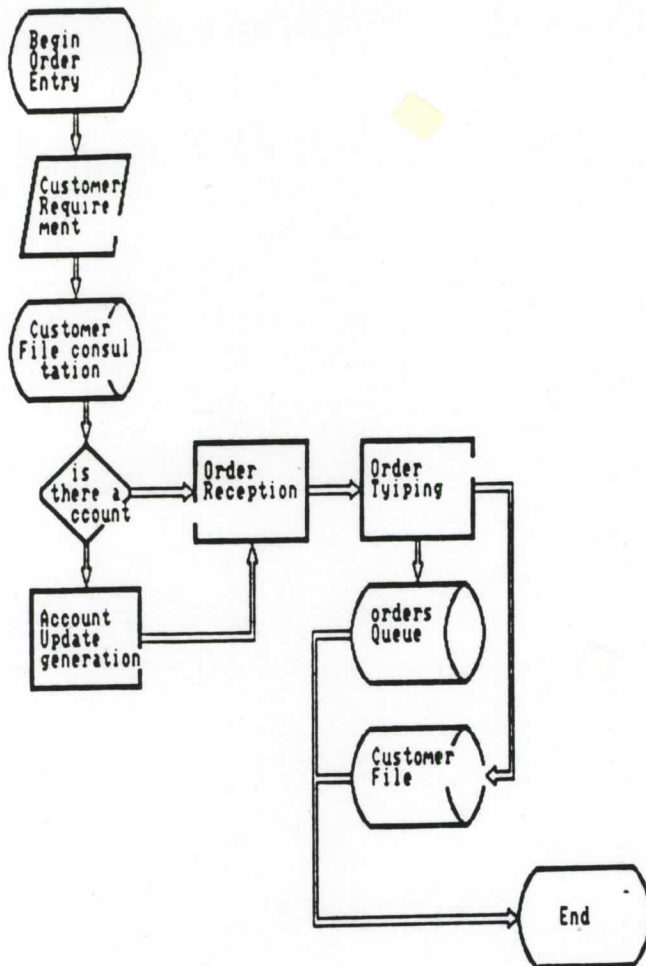 Begin
Order
Entry
Customer
Require
ment
Customer
File consul
tation
is
there a
ccount
Order
Reception
Order
Tyiping
Account
Update
generation
orders
Queue
Customer
File
End